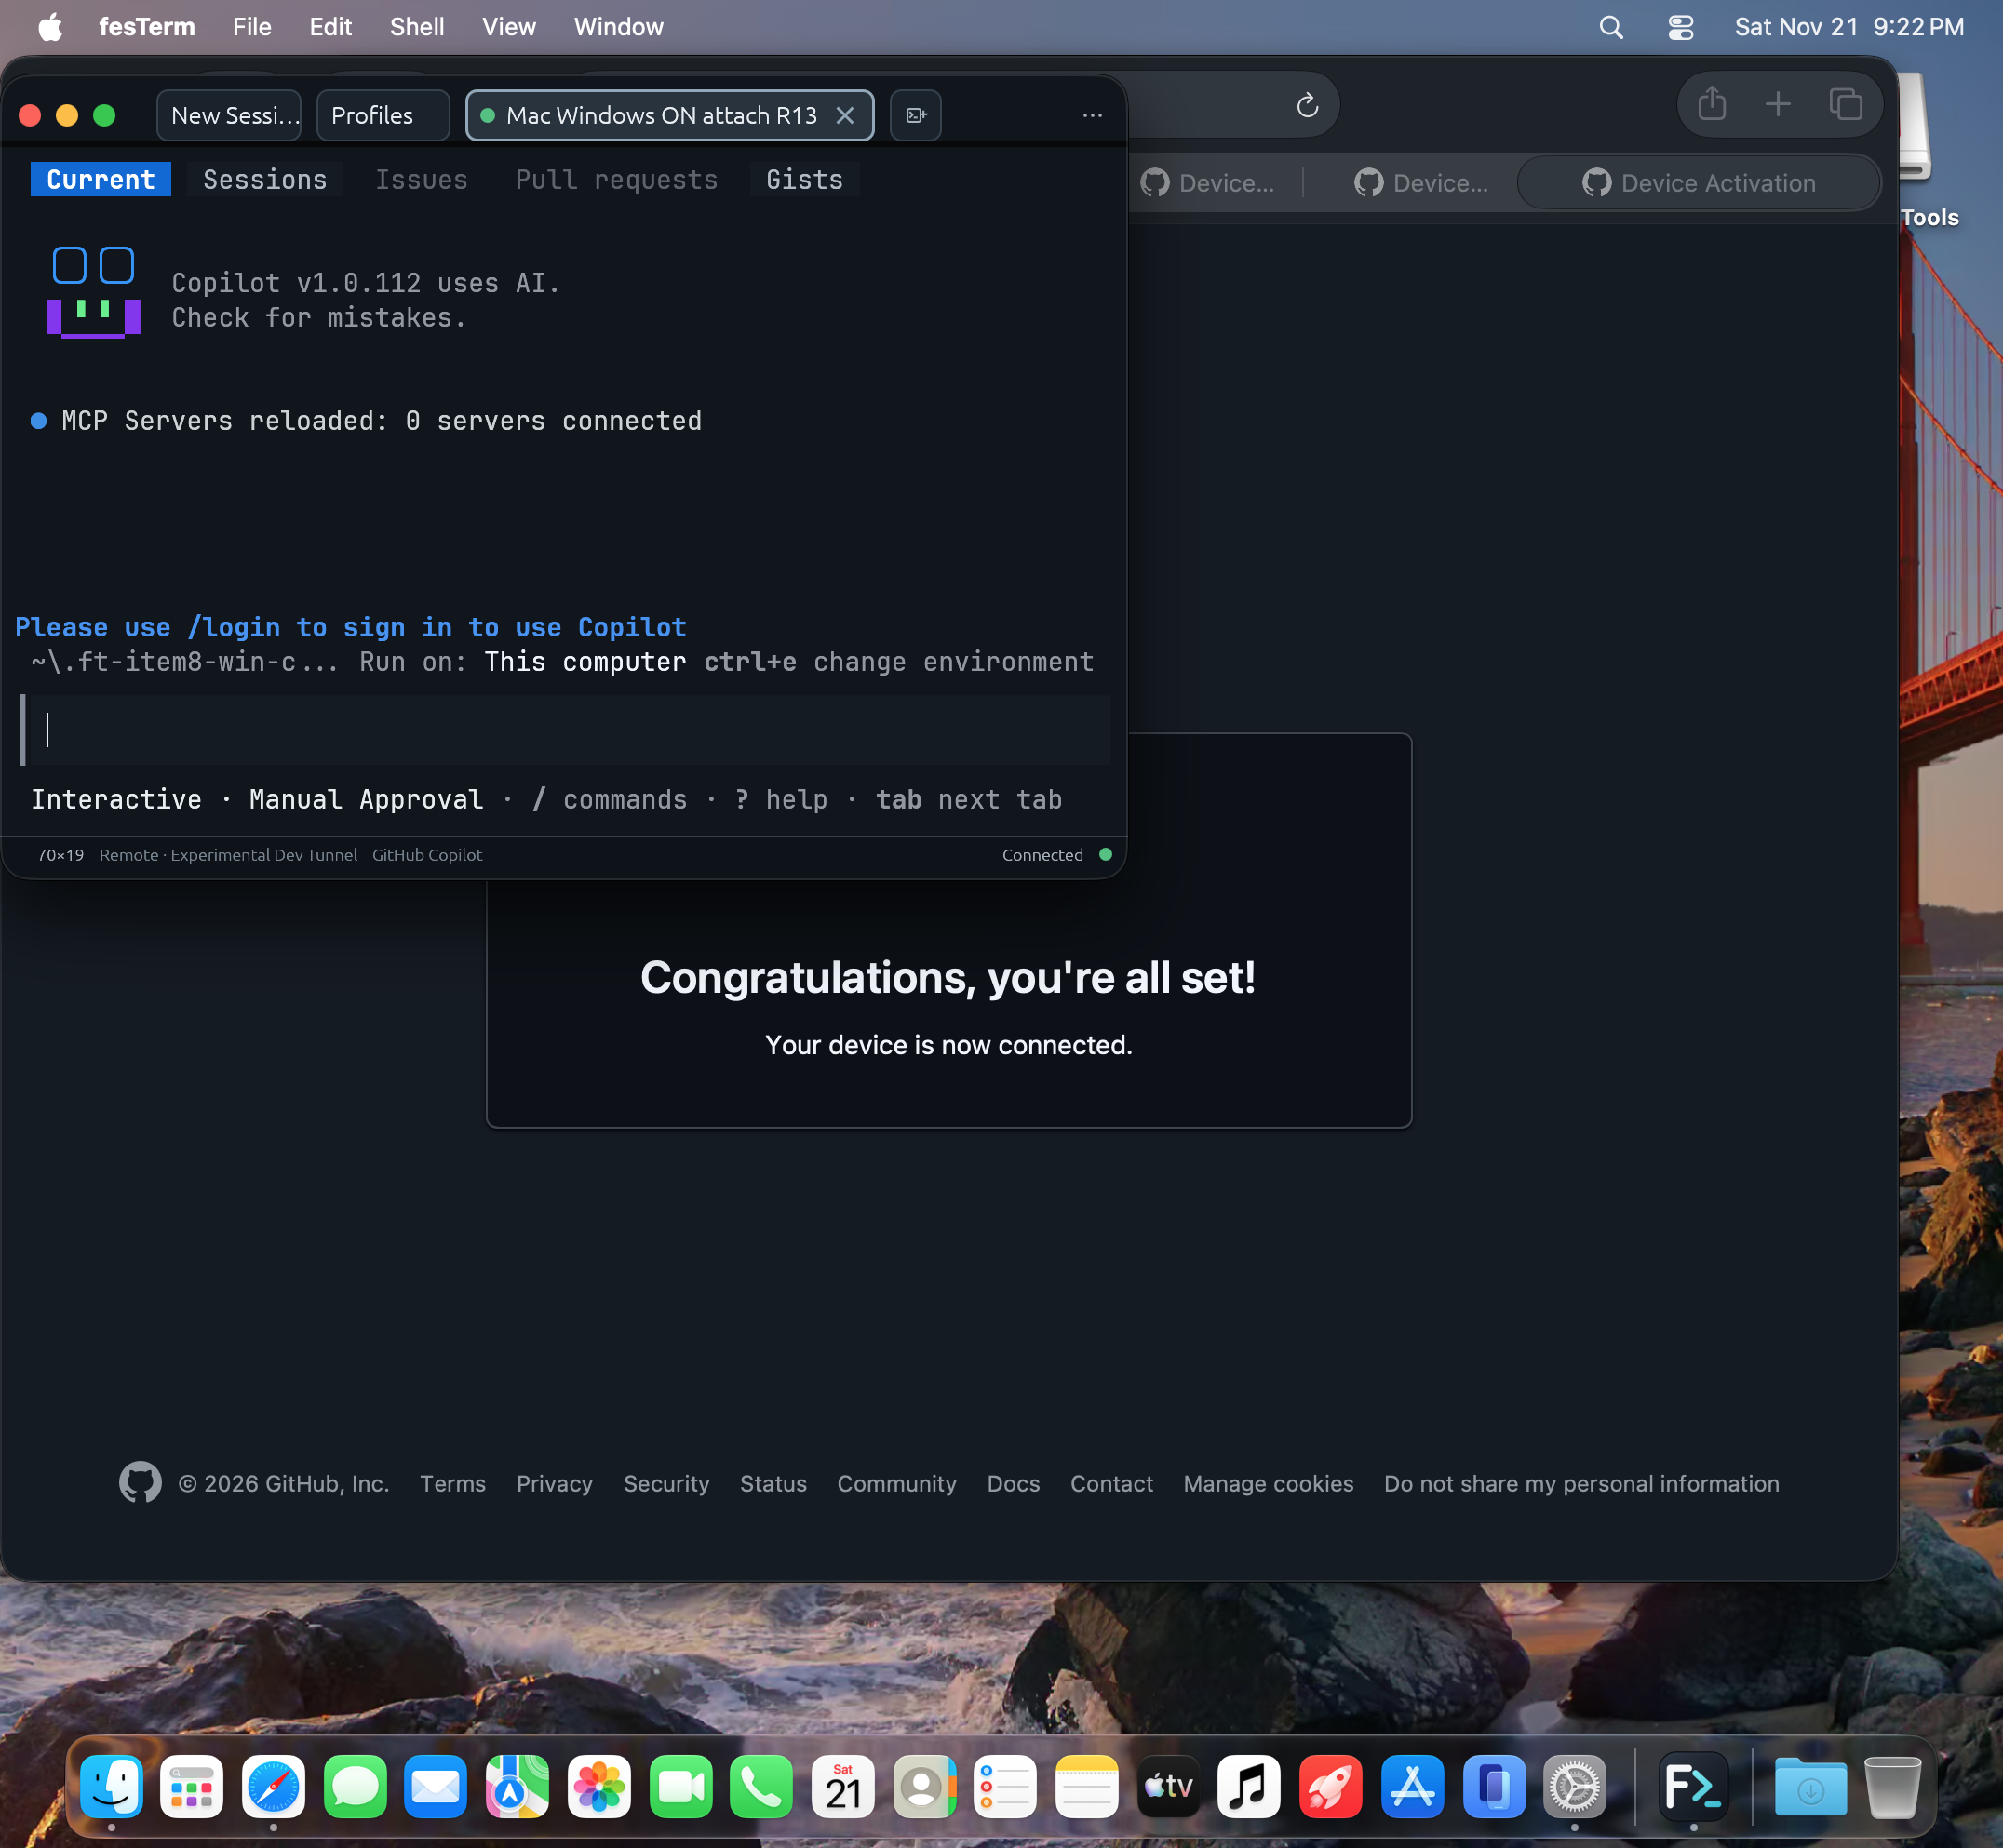 fesTerm File Edit Shell View Window Sat Nov 21 9:22 PM
New Sessi... Profiles Mac Windows ON attach R13 ...
Device... Device... Device Activation
Tools
Current Sessions Issues Pull requests Gists
Copilot v1.0.112 uses AI.
Check for mistakes.
MCP Servers reloaded: 0 servers connected
Please use /login to sign in to use Copilot
~\.ft-item8-win-c... Run on: This computer ctrl+e change environment
Interactive · Manual Approval · / commands · ? help · tab next tab
70×19 Remote · Experimental Dev Tunnel GitHub Copilot Connected
Congratulations, you're all set!
Your device is now connected.
© 2026 GitHub, Inc. Terms Privacy Security Status Community Docs Contact Manage cookies Do not share my personal information
Sat
21
tv